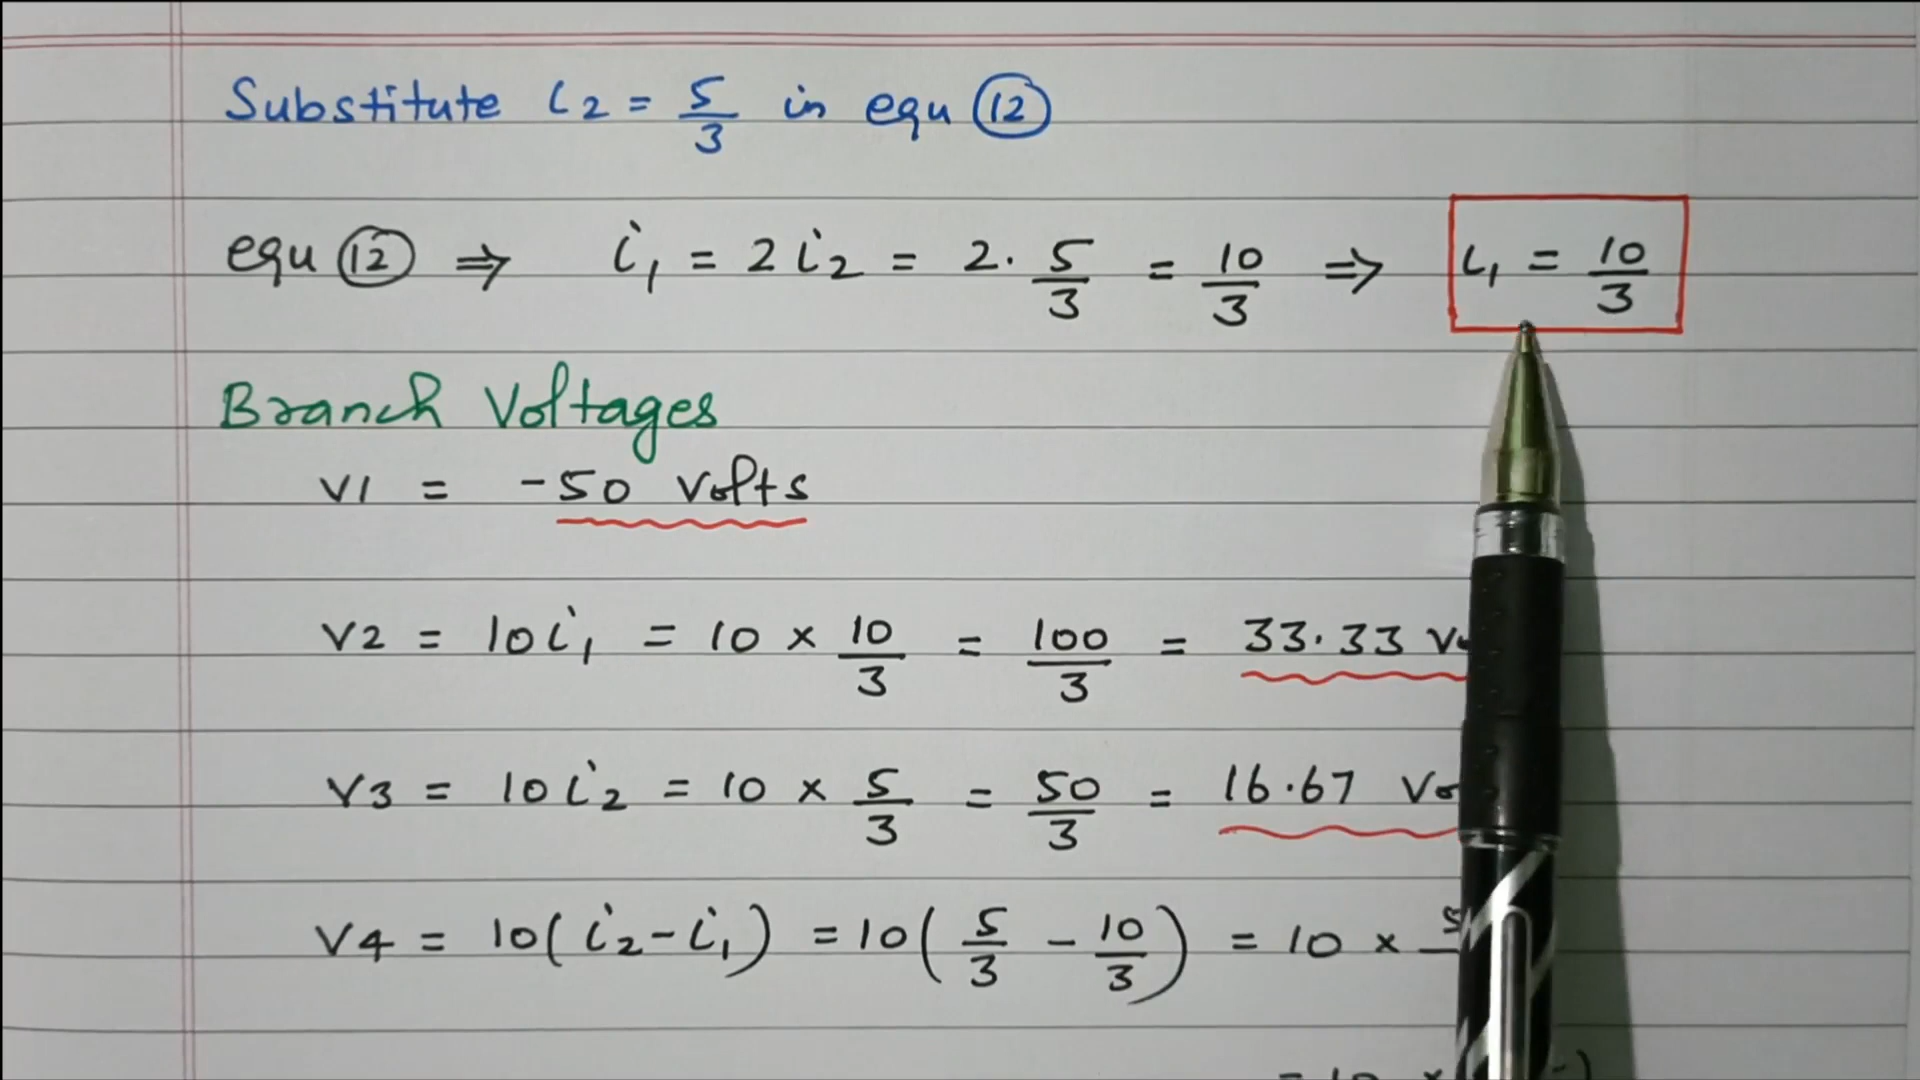 Substitute i2 = 5/3 in equ (12)
equ (12) ⇒ i1 = 2i2 = 2 · 5/3 = 10/3 ⇒ i1 = 10/3
Branch Voltages
V1 = -50 Volts
V2 = 10i1 = 10 × 10/3 = 100/3 = 33.33
V3 = 10i2 = 10 × 5/3 = 50/3 = 16.67
V4 = 10(i2-i1) = 10(5/3 - 10/3) = 10 ×